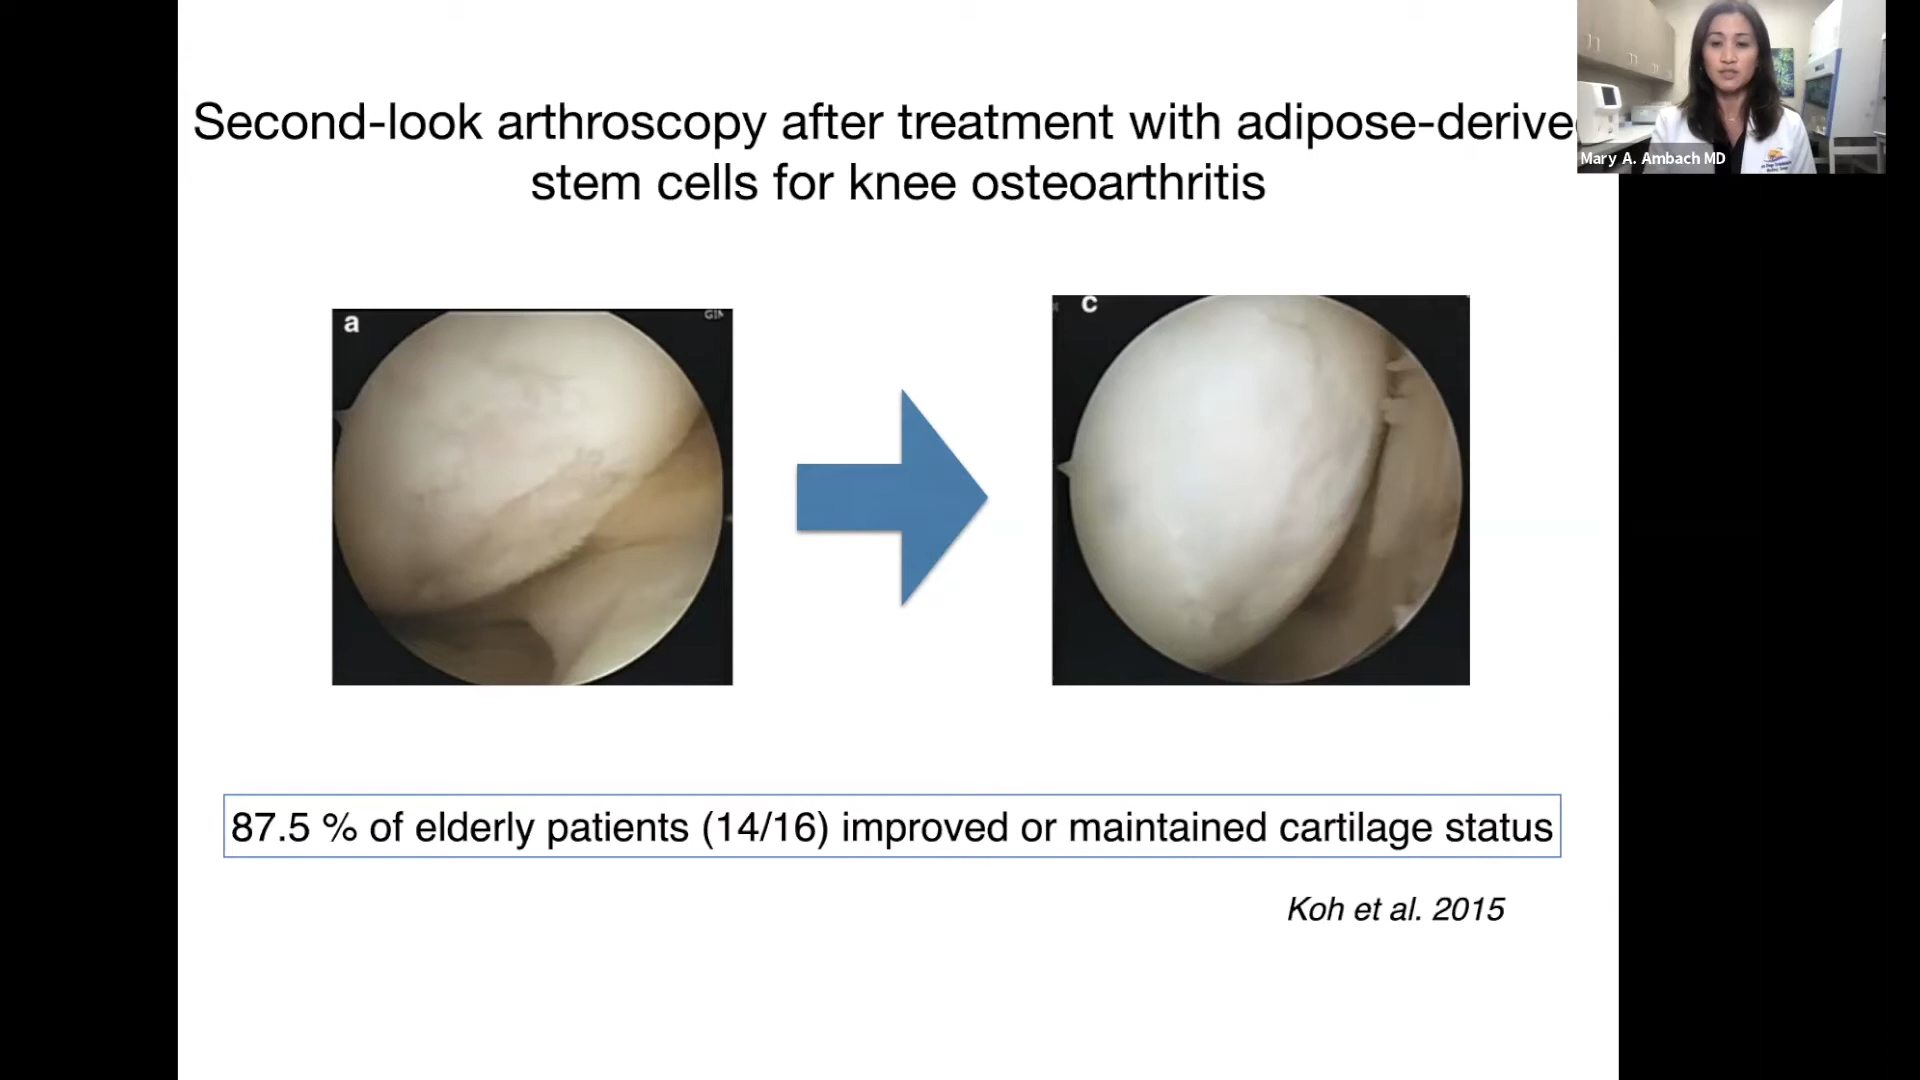 Second-look arthroscopy after treatment with adipose-derive
stem cells for knee osteoarthritis
Mary A. Ambach MD
a
c
87.5 % of elderly patients (14/16) improved or maintained cartilage status
Koh et al. 2015